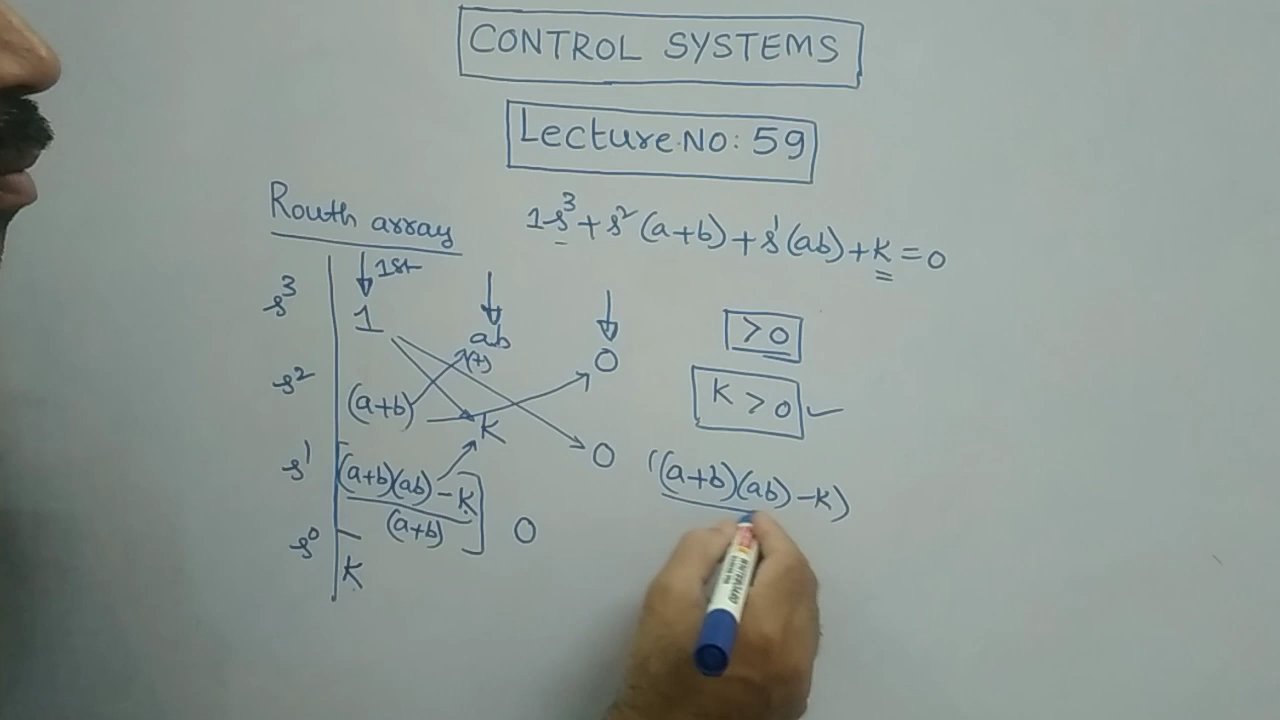 CONTROL SYSTEMS
Lecture No: 59
Routh array
1s³ + s² (a+b) + s¹ (ab) + K = 0
1st
s³ 1 ab 0
(+)
s² (a+b) K 0
s¹ (a+b)(ab) - K
(a+b)
0
s⁰ K
> 0
K > 0 ✓
((a+b)(ab) - K)